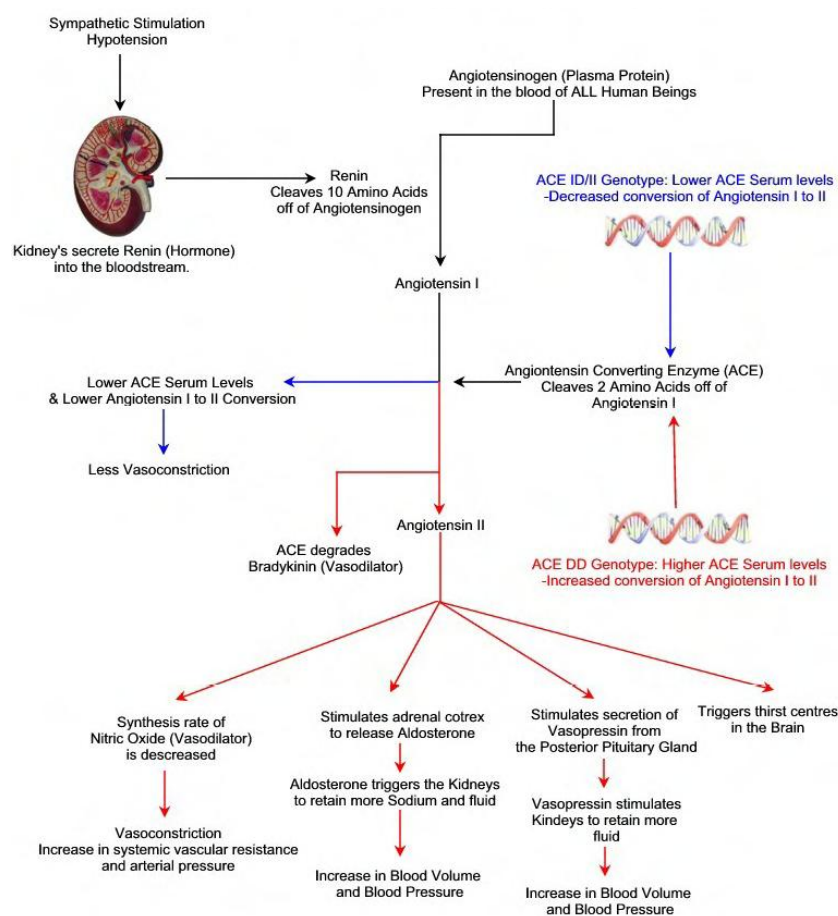 Sympathetic Stimulation
Hypotension
Angiotensinogen (Plasma Protein)
Present in the blood of ALL Human Beings
Renin
Cleaves 10 Amino Acids
off of Angiotensinogen
ACE ID/II Genotype: Lower ACE Serum levels
-Decreased conversion of Angiotensin I to II
Kidney's secrete Renin (Hormone)
into the bloodstream.
Angiotensin I
Lower ACE Serum Levels
& Lower Angiotensin I to II Conversion
Angiontensin Converting Enzyme (ACE)
Cleaves 2 Amino Acids off of
Angiotensin I
Less Vasoconstriction
ACE degrades
Bradykinin (Vasodilator)
Angiotensin II
ACE DD Genotype: Higher ACE Serum levels
-Increased conversion of Angiotensin I to II
Synthesis rate of
Nitric Oxide (Vasodilator)
is descreased
Stimulates adrenal cotrex
to release Aldosterone
Stimulates secretion of
Vasopressin from
the Posterior Pituitary Gland
Triggers thirst centres
in the Brain
Vasoconstriction
Increase in systemic vascular resistance
and arterial pressure
Aldosterone triggers the Kidneys
to retain more Sodium and fluid
Vasopressin stimulates
Kindeys to retain more
fluid
Increase in Blood Volume
and Blood Pressure
Increase in Blood Volume
and Blood Pressure